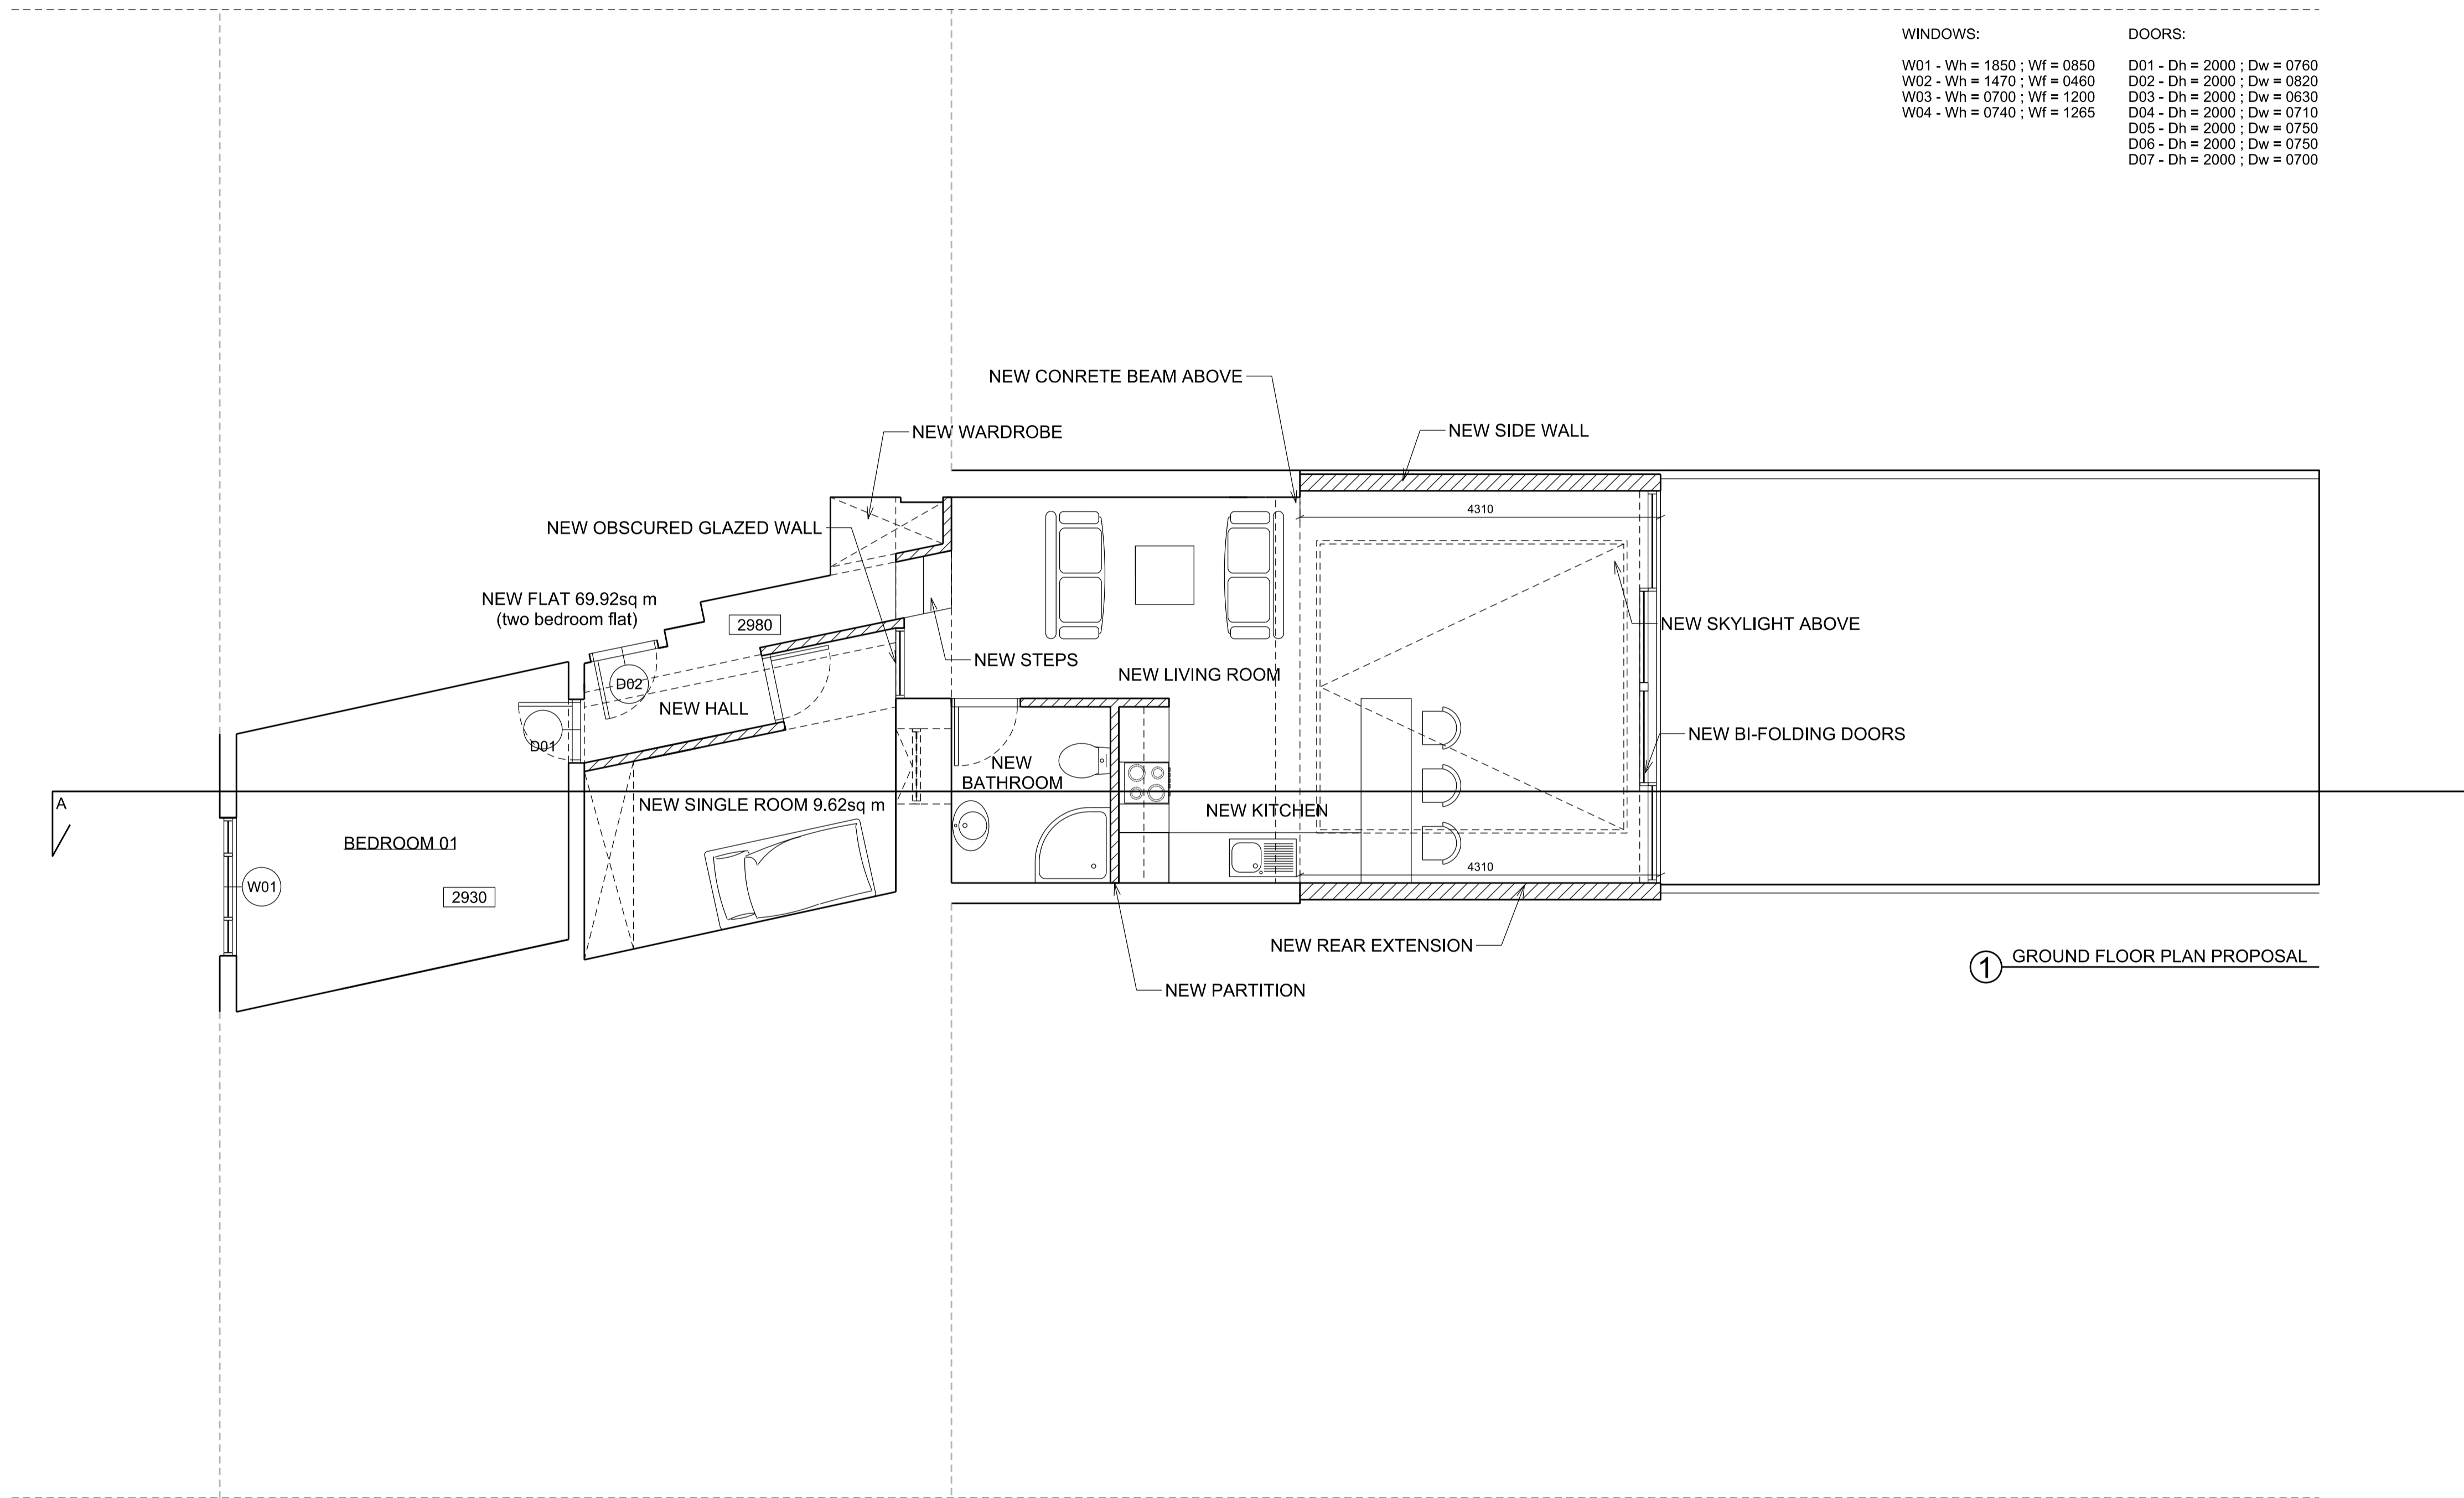 WINDOWS:
W01 - Wh = 1850 ; Wf = 0850
W02 - Wh = 1470 ; Wf = 0460
W03 - Wh = 0700 ; Wf = 1200
W04 - Wh = 0740 ; Wf = 1265
DOORS:
D01 - Dh = 2000 ; Dw = 0760
D02 - Dh = 2000 ; Dw = 0820
D03 - Dh = 2000 ; Dw = 0630
D04 - Dh = 2000 ; Dw = 0710
D05 - Dh = 2000 ; Dw = 0750
D06 - Dh = 2000 ; Dw = 0750
D07 - Dh = 2000 ; Dw = 0700
NEW CONRETE BEAM ABOVE
NEW WARDROBE
NEW SIDE WALL
4310
NEW OBSCURED GLAZED WALL
NEW FLAT 69.92sq m
(two bedroom flat)
2980
NEW SKYLIGHT ABOVE
NEW STEPS
NEW LIVING ROOM
D02
NEW HALL
D01
NEW BI-FOLDING DOORS
NEW
BATHROOM
A
NEW SINGLE ROOM 9.62sq m
NEW KITCHEN
BEDROOM 01
4310
W01
2930
NEW REAR EXTENSION
1
GROUND FLOOR PLAN PROPOSAL
NEW PARTITION